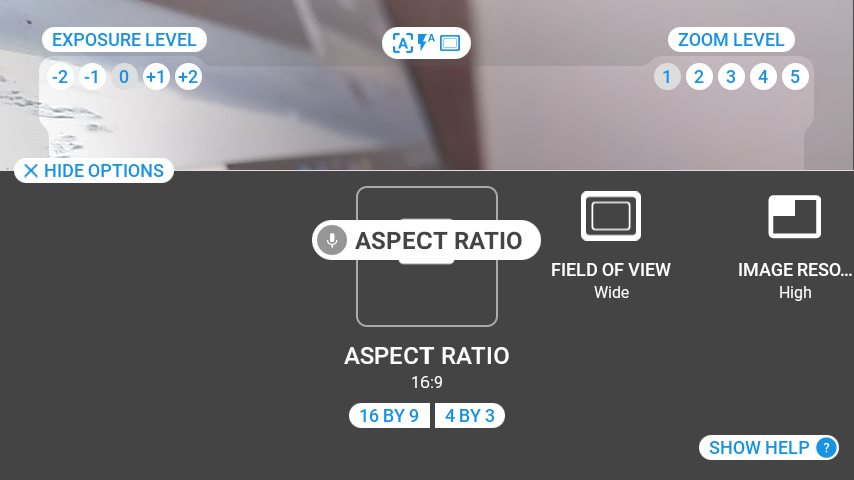 EXPOSURE LEVEL
-2 -1 0 +1 +2
A A
ZOOM LEVEL
1 2 3 4 5
HIDE OPTIONS
ASPECT RATIO
FIELD OF VIEW
Wide
IMAGE RESO...
High
ASPECT RATIO
16:9
16 BY 9
4 BY 3
SHOW HELP ?